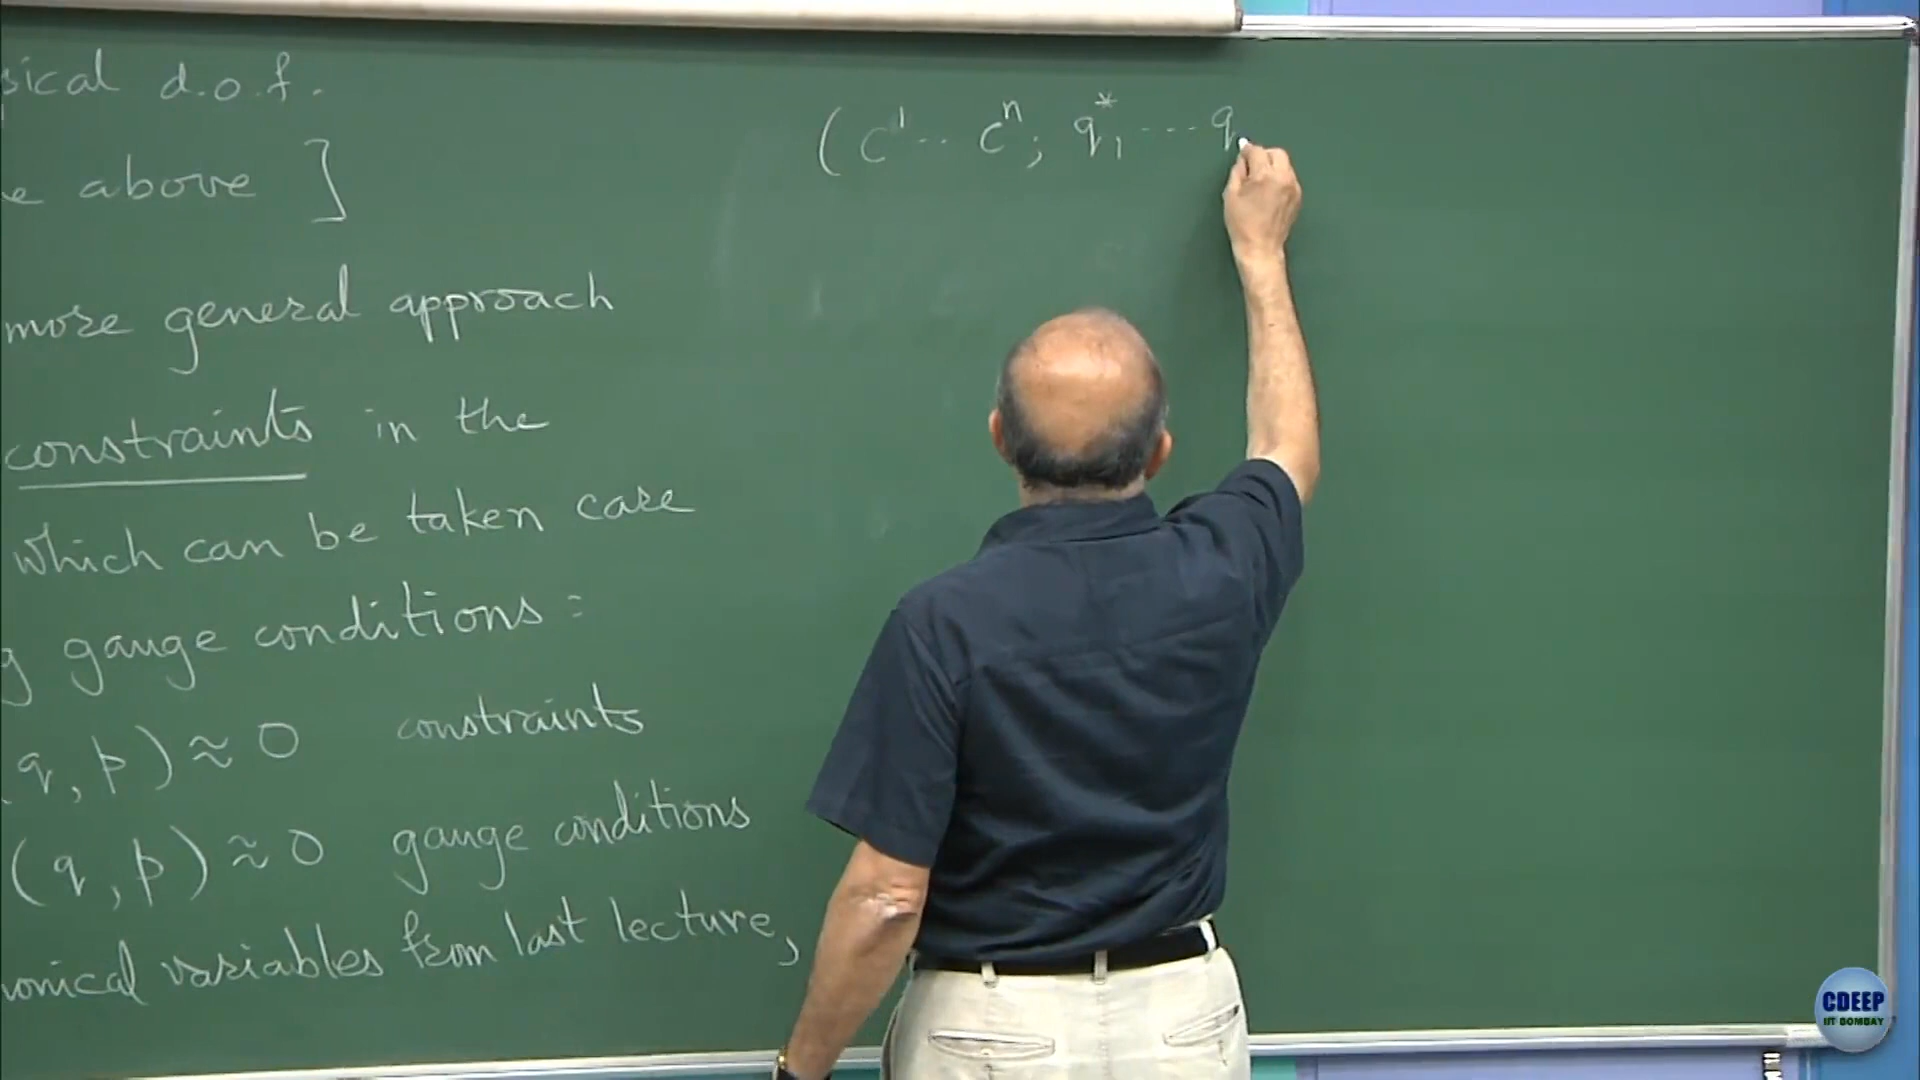 sical d.o.f.
e above ]
more general approach
constraints in the
which can be taken care
g gauge conditions :
q, p) ≈ 0 constraints
(q, p) ≈ 0 gauge conditions
onical variables from last lecture,
(C¹ ·· Cⁿ ; q₁* ···· q
CDEEP
IIT BOMBAY